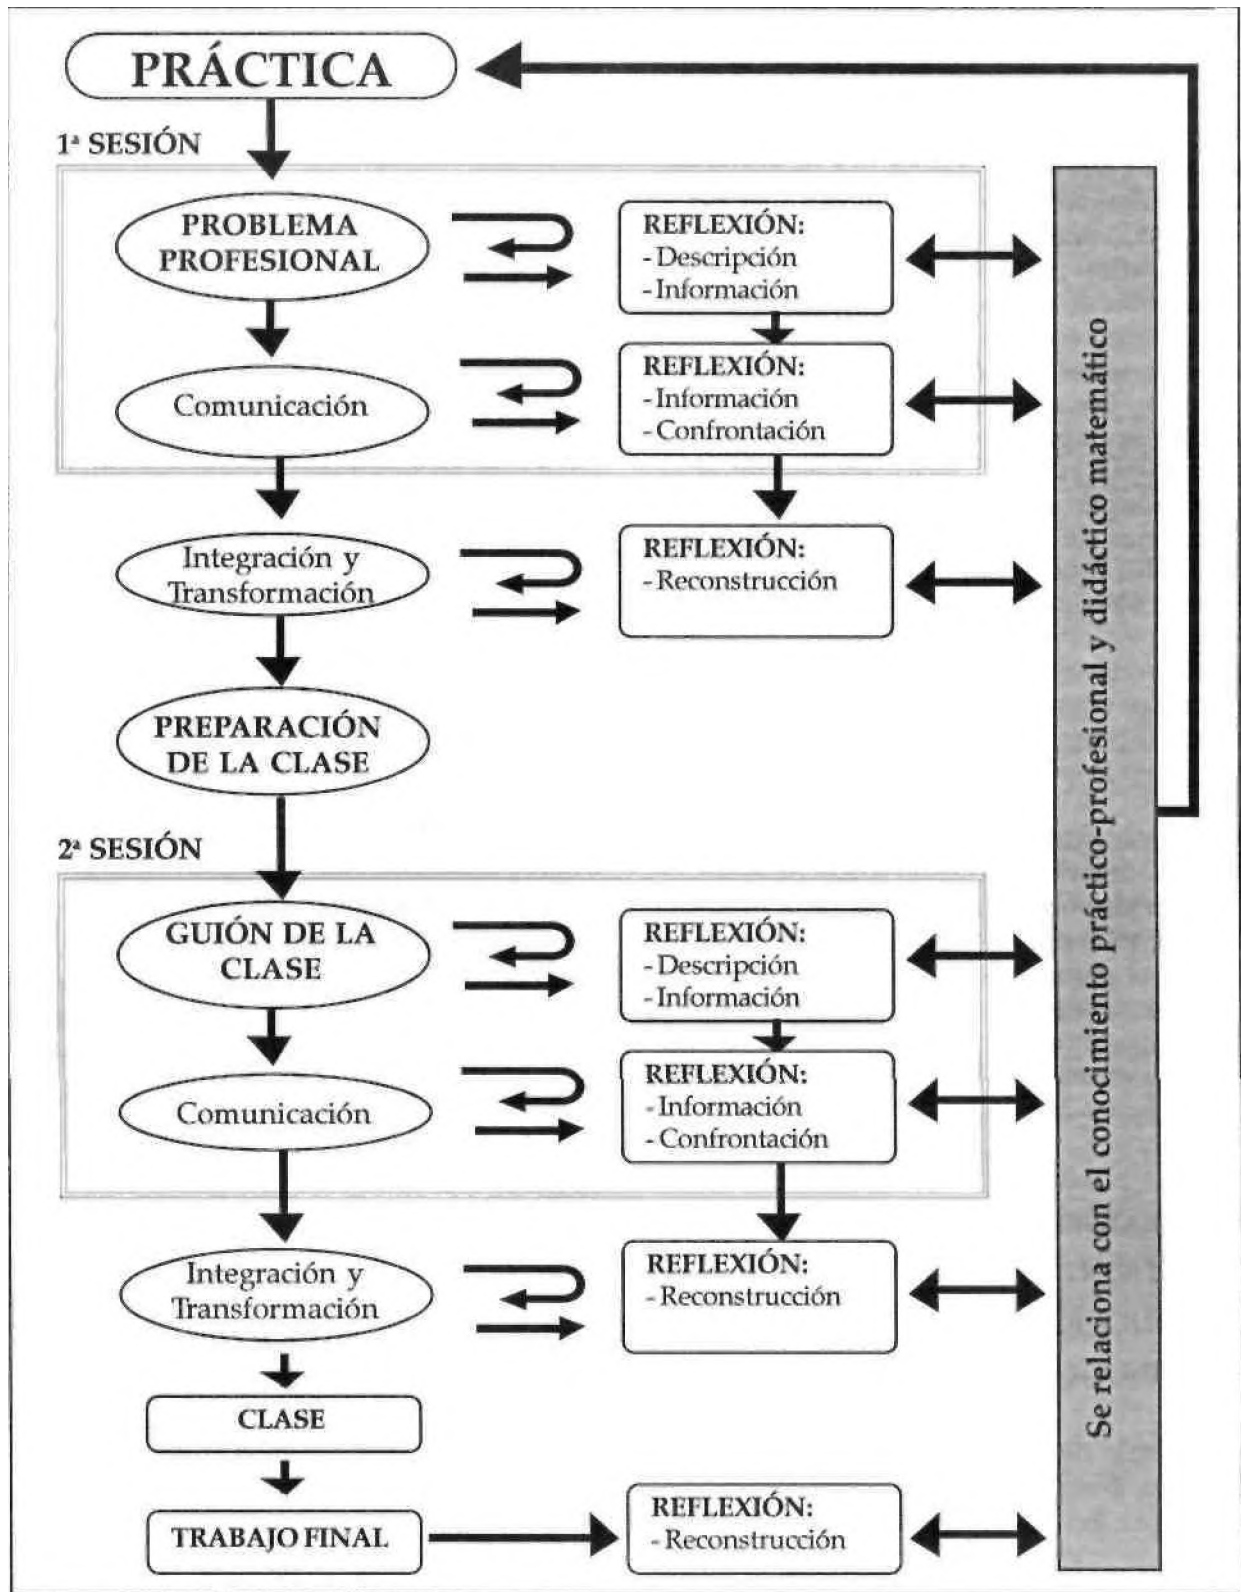 PRÁCTICA
1ª SESIÓN
PROBLEMA
PROFESIONAL
REFLEXIÓN:
- Descripción
- Información
Comunicación
REFLEXIÓN:
- Información
- Confrontación
Integración y
Transformación
REFLEXIÓN:
- Reconstrucción
PREPARACIÓN
DE LA CLASE
2ª SESIÓN
GUIÓN DE LA
CLASE
REFLEXIÓN:
- Descripción
- Información
Comunicación
REFLEXIÓN:
- Información
- Confrontación
Integración y
Transformación
REFLEXIÓN:
- Reconstrucción
CLASE
TRABAJO FINAL
REFLEXIÓN:
- Reconstrucción
Se relaciona con el conocimiento práctico-profesional y didáctico matemático